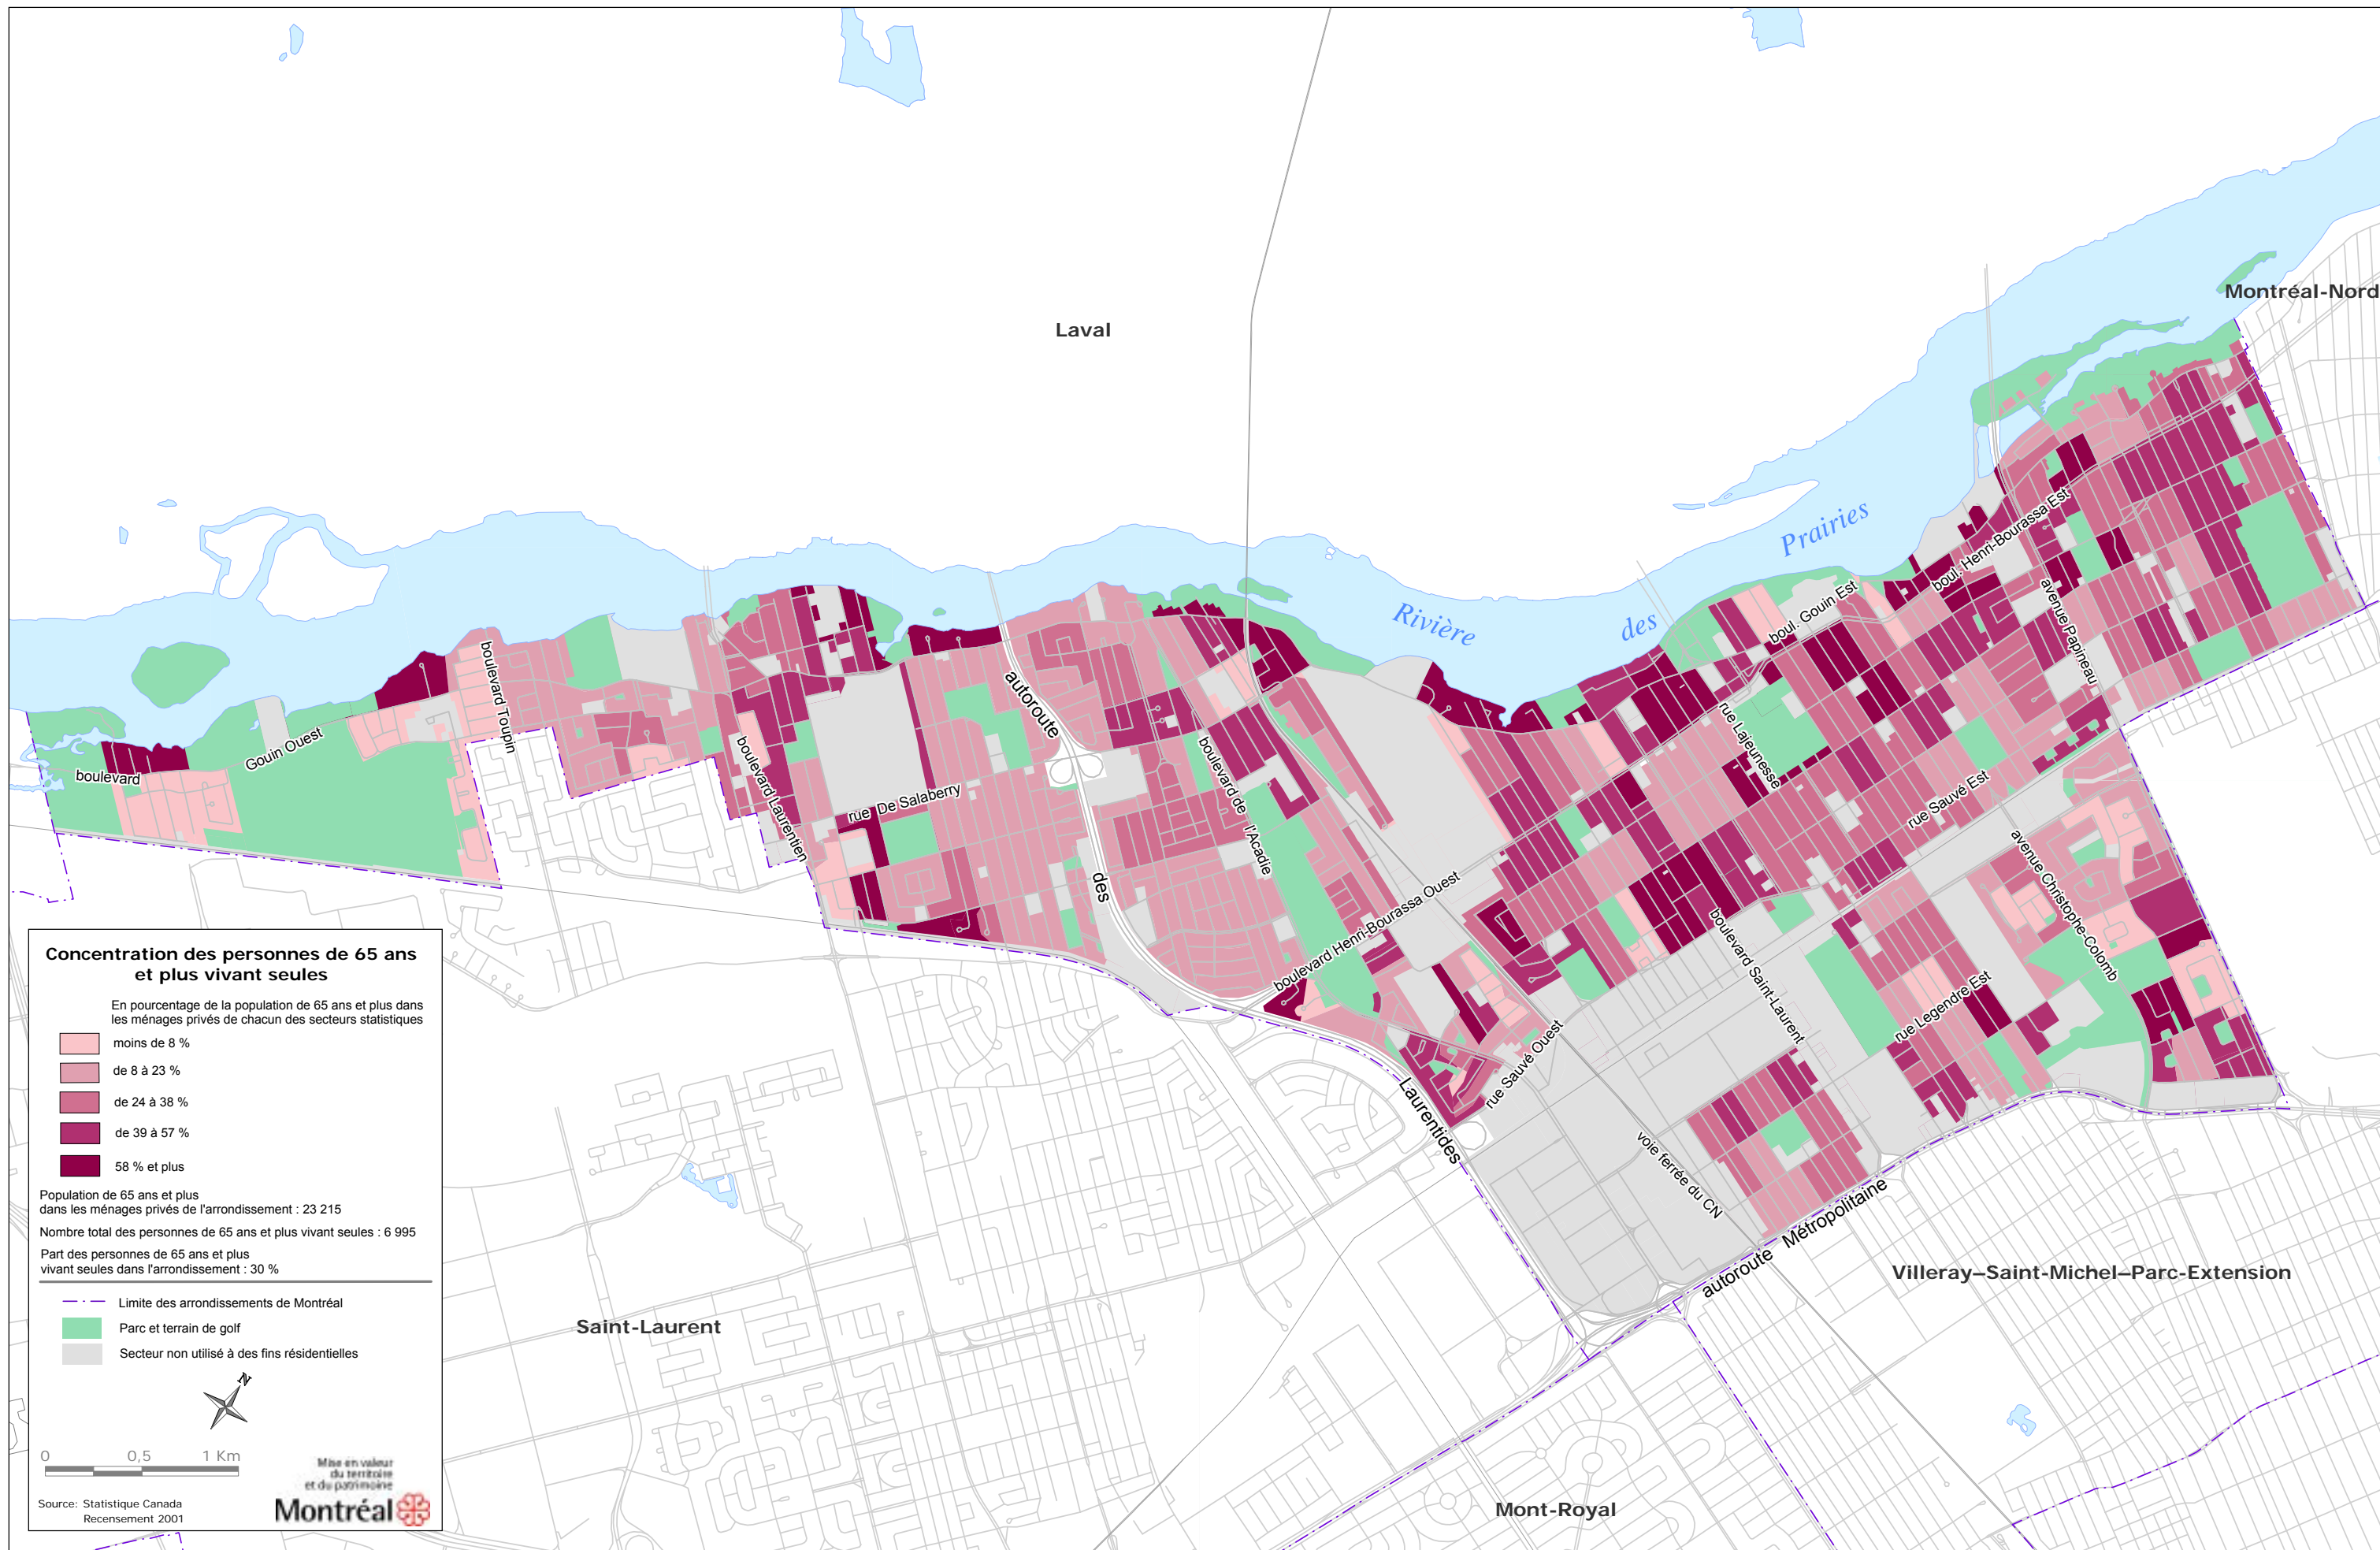 Laval
Montréal-Nord
Rivière
des
Prairies
boulevard
Gouin Ouest
boulevard Toupin
boulevard Laurentien
rue De Salaberry
autoroute
des
Laurentides
boulevard de l'Acadie
boulevard Henri-Bourassa Ouest
rue Sauvé Ouest
boul. Gouin Est
boul. Henri-Bourassa Est
rue Lajeunesse
avenue Papineau
rue Sauvé Est
avenue Christophe-Colomb
boulevard Saint-Laurent
rue Legendre Est
voie ferrée du CN
autoroute Métropolitaine
Villeray–Saint-Michel–Parc-Extension
Saint-Laurent
Mont-Royal
Concentration des personnes de 65 ans
et plus vivant seules
En pourcentage de la population de 65 ans et plus dans
les ménages privés de chacun des secteurs statistiques
moins de 8 %
de 8 à 23 %
de 24 à 38 %
de 39 à 57 %
58 % et plus
Population de 65 ans et plus
dans les ménages privés de l'arrondissement : 23 215
Nombre total des personnes de 65 ans et plus vivant seules : 6 995
Part des personnes de 65 ans et plus
vivant seules dans l'arrondissement : 30 %
Limite des arrondissements de Montréal
Parc et terrain de golf
Secteur non utilisé à des fins résidentielles
N
0 0,5 1 Km
Mise en valeur
du territoire
et du patrimoine
Montréal
Source: Statistique Canada
Recensement 2001